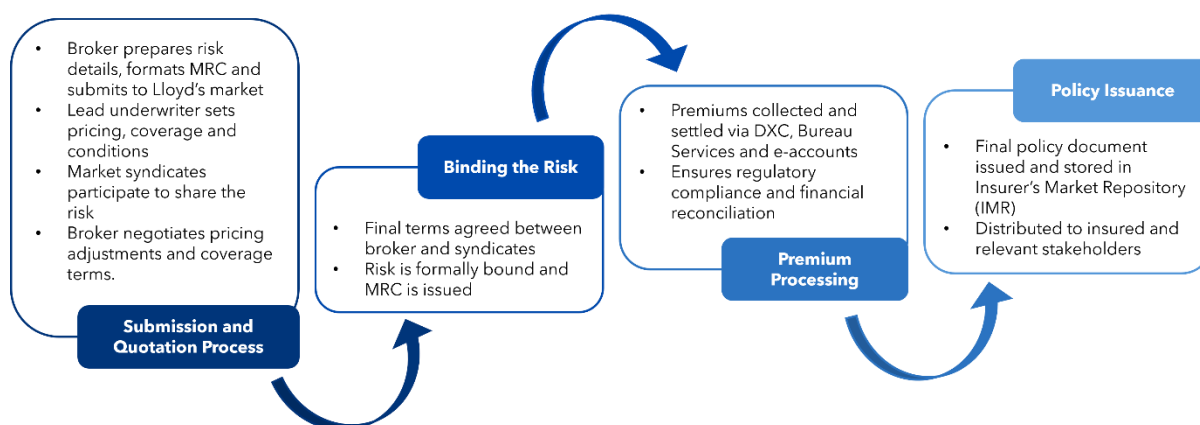 • Broker prepares risk
details, formats MRC and
submits to Lloyd's market
• Lead underwriter sets
pricing, coverage and
conditions
• Market syndicates
participate to share the
risk
• Broker negotiates pricing
adjustments and coverage
terms.
Submission and
Quotation Process
Binding the Risk
• Final terms agreed between
broker and syndicates
• Risk is formally bound and
MRC is issued
• Premiums collected and
settled via DXC, Bureau
Services and e-accounts
• Ensures regulatory
compliance and financial
reconciliation
Premium
Processing
Policy Issuance
• Final policy document
issued and stored in
Insurer's Market Repository
(IMR)
• Distributed to insured and
relevant stakeholders